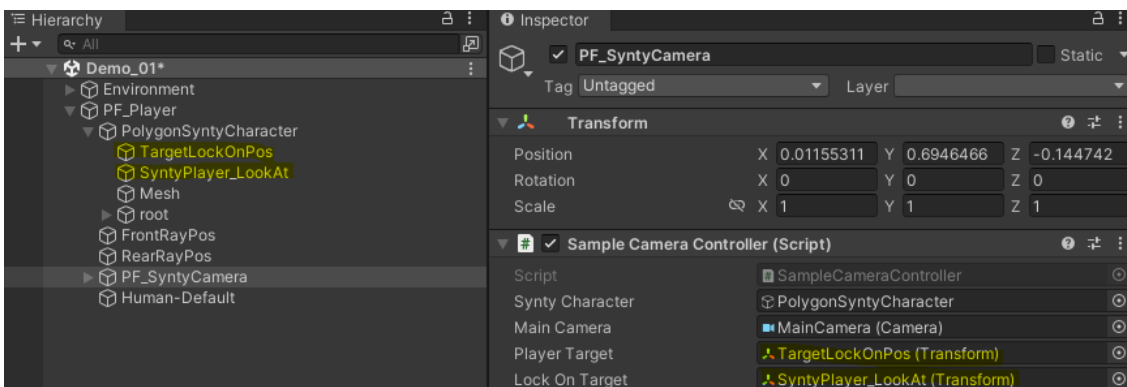 Hierarchy
All
Demo_01*
Environment
PF_Player
PolygonSyntyCharacter
TargetLockOnPos
SyntyPlayer_LookAt
Mesh
root
FrontRayPos
RearRayPos
PF_SyntyCamera
Human-Default
Inspector
PF_SyntyCamera Static
Tag Untagged Layer
Transform
Position X 0.01155311 Y 0.6946466 Z -0.144742
Rotation X 0 Y 0 Z 0
Scale X 1 Y 1 Z 1
# Sample Camera Controller (Script)
Script SampleCameraController
Synty Character PolygonSyntyCharacter
Main Camera MainCamera (Camera)
Player Target TargetLockOnPos (Transform)
Lock On Target SyntyPlayer_LookAt (Transform)